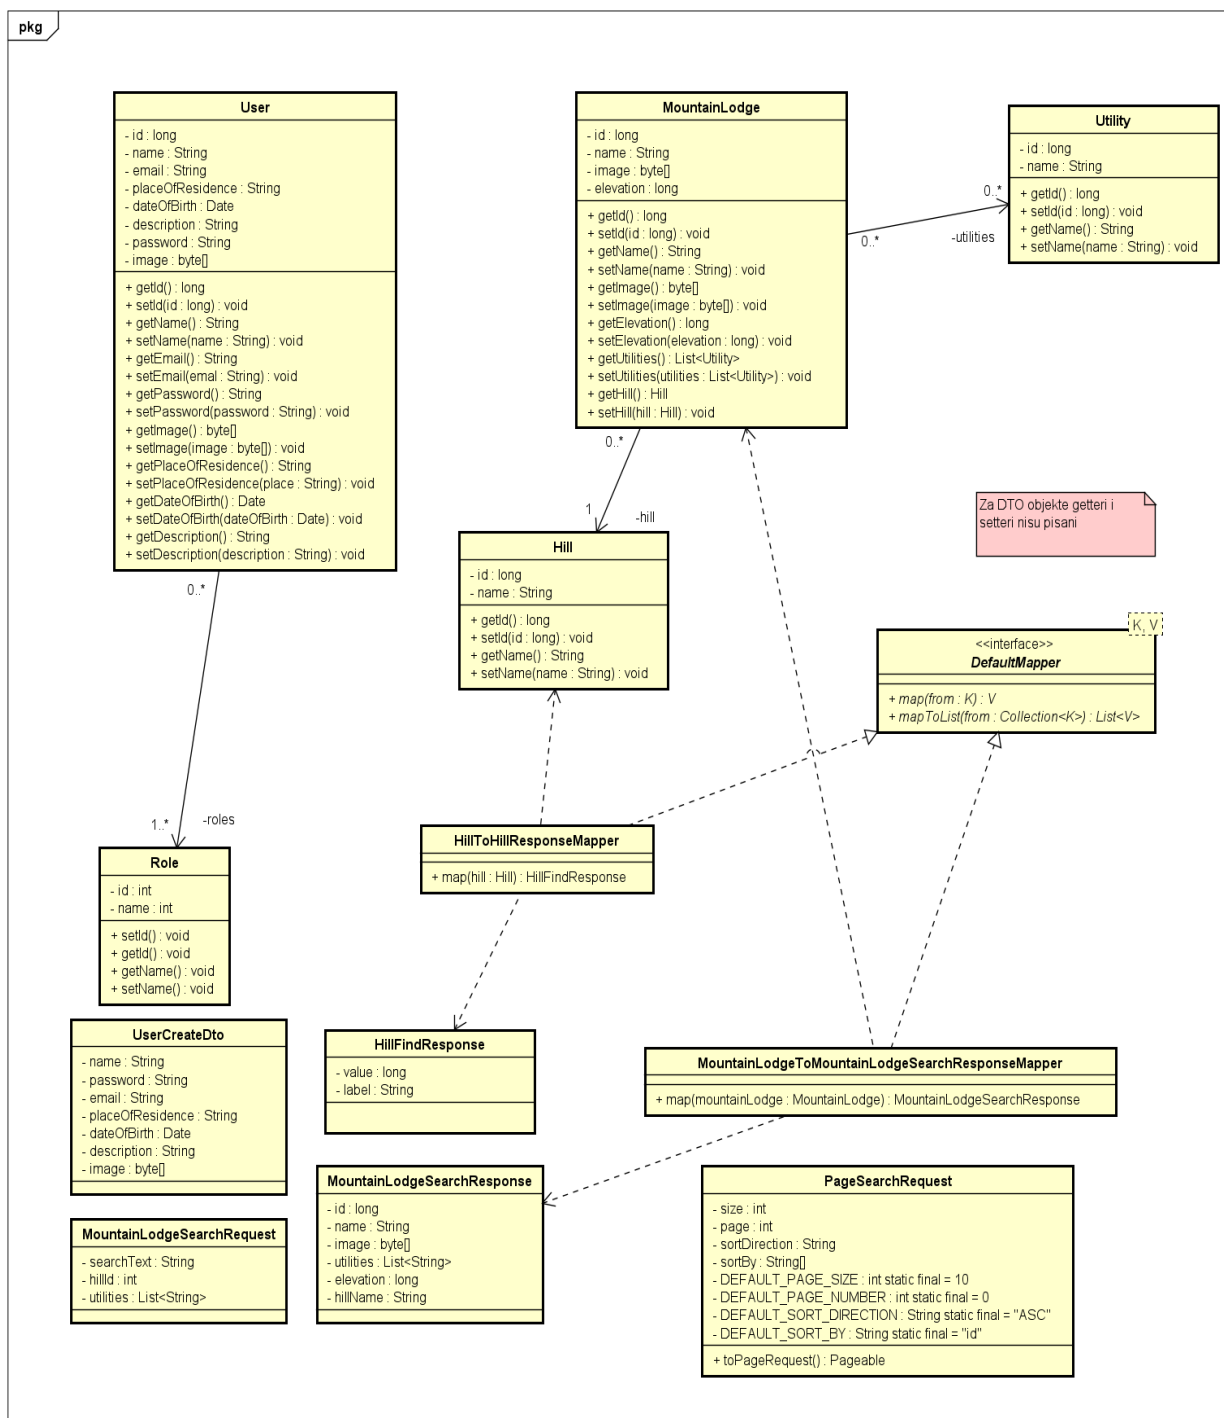 pkg
User
- id : long
- name : String
- email : String
- placeOfResidence : String
- dateOfBirth : Date
- description : String
- password : String
- image : byte[]
+ getId() : long
+ setId(id : long) : void
+ getName() : String
+ setName(name : String) : void
+ getEmail() : String
+ setEmail(emal : String) : void
+ getPassword() : String
+ setPassword(password : String) : void
+ getImage() : byte[]
+ setImage(image : byte[]) : void
+ getPlaceOfResidence() : String
+ setPlaceOfResidence(place : String) : void
+ getDateOfBirth() : Date
+ setDateOfBirth(dateOfBirth : Date) : void
+ getDescription() : String
+ setDescription(description : String) : void
0..*
1..*
-roles
MountainLodge
- id : long
- name : String
- image : byte[]
- elevation : long
+ getId() : long
+ setId(id : long) : void
+ getName() : String
+ setName(name : String) : void
+ getImage() : byte[]
+ setImage(image : byte[]) : void
+ getElevation() : long
+ setElevation(elevation : long) : void
+ getUtilities() : List<Utility>
+ setUtilities(utilities : List<Utility>) : void
+ getHill() : Hill
+ setHill(hill : Hill) : void
0..*
0..*
-utilities
Utility
- id : long
- name : String
+ getId() : long
+ setId(id : long) : void
+ getName() : String
+ setName(name : String) : void
0..*
1
-hill
Hill
- id : long
- name : String
+ getId() : long
+ setId(id : long) : void
+ getName() : String
+ setName(name : String) : void
Za DTO objekte getteri i
setteri nisu pisani
K, V
<<interface>>
DefaultMapper
+ map(from : K) : V
+ mapToList(from : Collection<K>) : List<V>
HillToHillResponseMapper
+ map(hill : Hill) : HillFindResponse
Role
- id : int
- name : int
+ setId() : void
+ getId() : void
+ getName() : void
+ setName() : void
UserCreateDto
- name : String
- password : String
- email : String
- placeOfResidence : String
- dateOfBirth : Date
- description : String
- image : byte[]
HillFindResponse
- value : long
- label : String
MountainLodgeToMountainLodgeSearchResponseMapper
+ map(mountainLodge : MountainLodge) : MountainLodgeSearchResponse
MountainLodgeSearchRequest
- searchText : String
- hillId : int
- utilities : List<String>
MountainLodgeSearchResponse
- id : long
- name : String
- image : byte[]
- utilities : List<String>
- elevation : long
- hillName : String
PageSearchRequest
- size : int
- page : int
- sortDirection : String
- sortBy : String[]
- DEFAULT_PAGE_SIZE : int static final = 10
- DEFAULT_PAGE_NUMBER : int static final = 0
- DEFAULT_SORT_DIRECTION : String static final = "ASC"
- DEFAULT_SORT_BY : String static final = "id"
+ toPageRequest() : Pageable